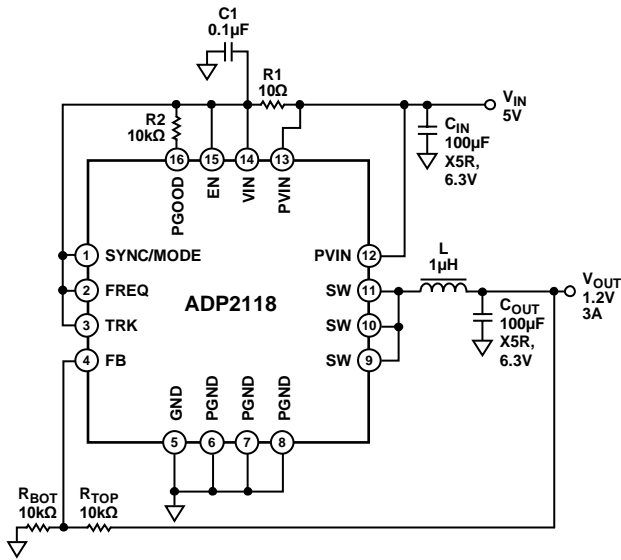 C1
0.1µF
R1
10Ω
VIN
5V
R2
10kΩ
CIN
100µF
X5R,
6.3V
16
15
14
13
PGOOD
EN
VIN
PVIN
1 SYNC/MODE
PVIN 12
2 FREQ
SW 11
ADP2118
3 TRK
SW 10
4 FB
SW 9
L
1µH
VOUT
1.2V
3A
COUT
100µF
X5R,
6.3V
GND
PGND
PGND
PGND
5
6
7
8
RBOT
10kΩ
RTOP
10kΩ